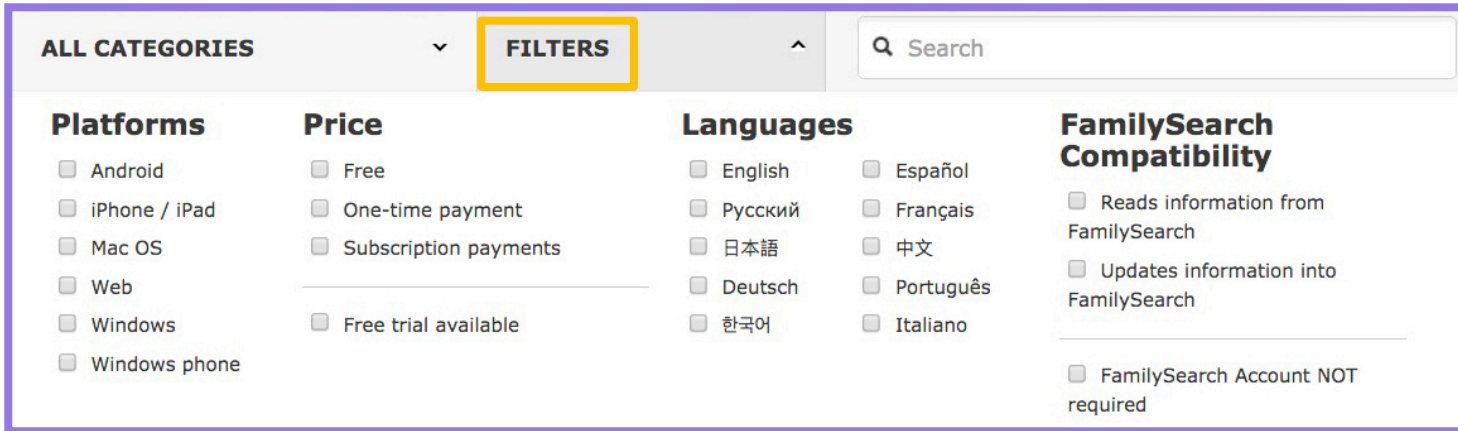 ALL CATEGORIES
FILTERS
Search
Platforms
Android
iPhone / iPad
Mac OS
Web
Windows
Windows phone
Price
Free
One-time payment
Subscription payments
Free trial available
Languages
English
Русский
日本語
Deutsch
한국어
Español
Français
中文
Português
Italiano
FamilySearch
Compatibility
Reads information from
FamilySearch
Updates information into
FamilySearch
FamilySearch Account NOT
required